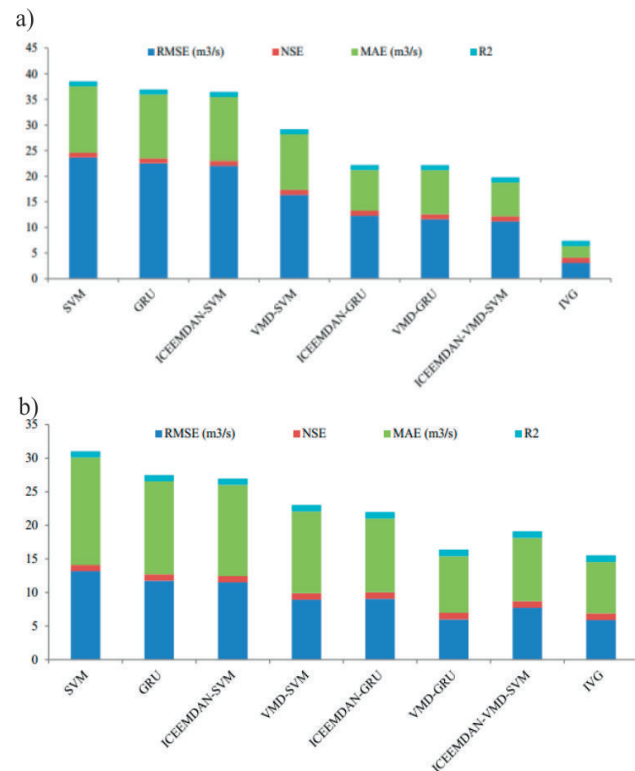 a)
RMSE (m3/s) NSE MAE (m3/s) R2
45
40
35
30
25
20
15
10
5
0
SVM
GRU
ICEEMDAN-SVM
VMD-SVM
ICEEMDAN-GRU
VMD-GRU
ICEEMDAN-VMD-SVM
IVG
b)
RMSE (m3/s) NSE MAE (m3/s) R2
35
30
25
20
15
10
5
0
SVM
GRU
ICEEMDAN-SVM
VMD-SVM
ICEEMDAN-GRU
VMD-GRU
ICEEMDAN-VMD-SVM
IVG